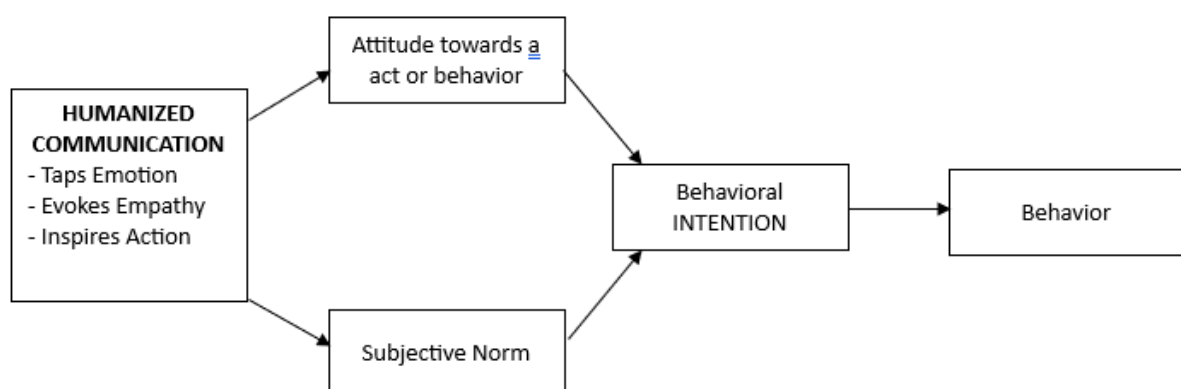 HUMANIZED
COMMUNICATION
- Taps Emotion
- Evokes Empathy
- Inspires Action
Attitude towards a
act or behavior
Subjective Norm
Behavioral
INTENTION
Behavior